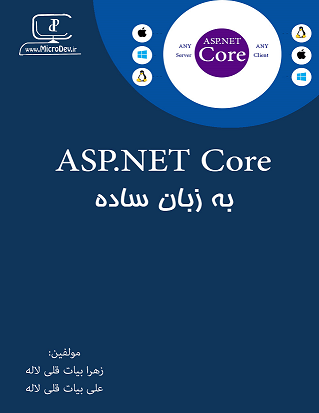 www.MicroDev.ir
ANY
Server
ASP.NET
Core
ANY
Client
ASP.NET Core
به زبان ساده
مولفین:
زهرا بیات قلی لاله
علی بیات قلی لاله